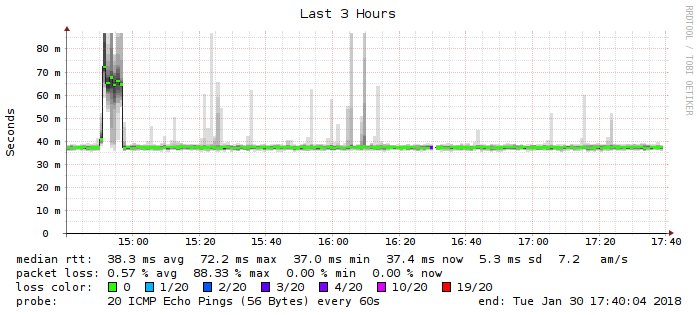 Last 3 Hours
RRDTOOL / TOBI OETIKER
Seconds
80 m
70 m
60 m
50 m
40 m
30 m
20 m
10 m
0
15:00 15:20 15:40 16:00 16:20 16:40 17:00 17:20 17:40
median rtt: 38.3 ms avg 72.2 ms max 37.0 ms min 37.4 ms now 5.3 ms sd 7.2 am/s
packet loss: 0.57 % avg 88.33 % max 0.00 % min 0.00 % now
loss color: 0 1/20 2/20 3/20 4/20 10/20 19/20
probe: 20 ICMP Echo Pings (56 Bytes) every 60s end: Tue Jan 30 17:40:04 2018